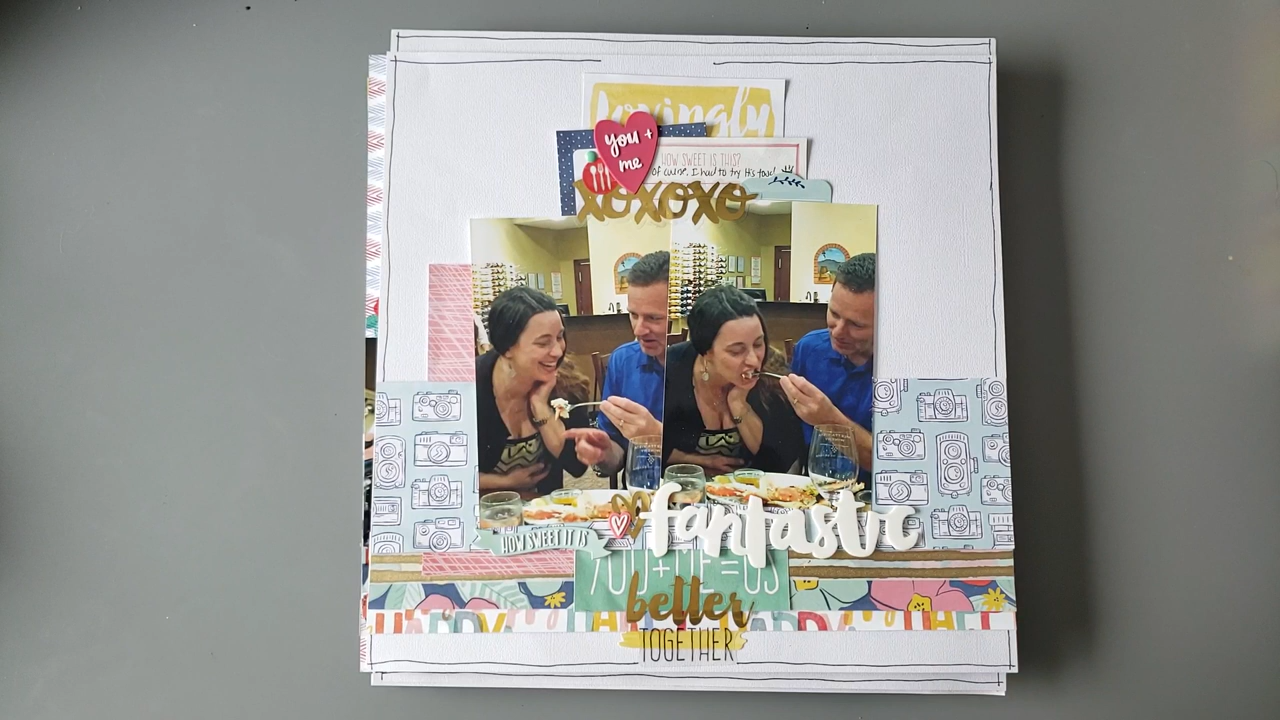 lovingly
you +
me
HOW SWEET IS THIS?
of course, I had to try his food
xoxoxo
fantastic
HOW SWEET IT IS
YOU+ME=US
better
TOGETHER
HAPPY